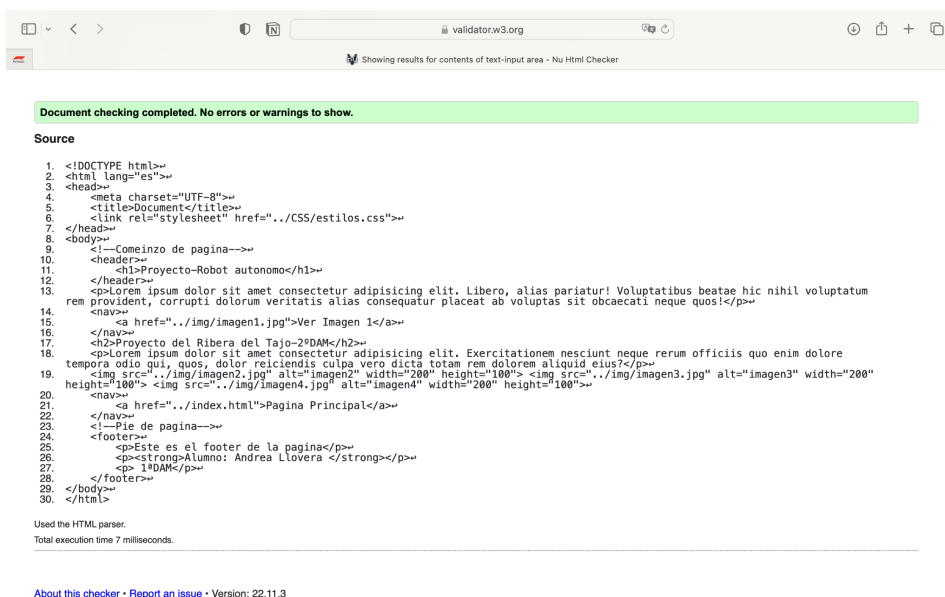 validator.w3.org
Showing results for contents of text-input area - Nu Html Checker
Document checking completed. No errors or warnings to show.
Source
1. <!DOCTYPE html>↩
2. <html lang="es">↩
3. <head>↩
4. <meta charset="UTF-8">↩
5. <title>Document</title>↩
6. <link rel="stylesheet" href="../CSS/estilos.css">↩
7. </head>↩
8. <body>↩
9. <!--Comeinzo de pagina-->↩
10. <header>↩
11. <h1>Proyecto-Robot autonomo</h1>↩
12. </header>↩
13. <p>Lorem ipsum dolor sit amet consectetur adipisicing elit. Libero, alias pariatur! Voluptatibus beatae hic nihil voluptatum
rem provident, corrupti dolorum veritatis alias consequatur placeat ab voluptas sit obcaecati neque quos!</p>↩
14. <nav>↩
15. <a href="../img/imagen1.jpg">Ver Imagen 1</a>↩
16. </nav>↩
17. <h2>Proyecto del Ribera del Tajo-2ºDAM</h2>↩
18. <p>Lorem ipsum dolor sit amet consectetur adipisicing elit. Exercitationem nesciunt neque rerum officiis quo enim dolore
tempora odio qui, quos, dolor reiciendis culpa vero dicta totam rem dolorem aliquid eius?</p>↩
19. <img src="../img/imagen2.jpg" alt="imagen2" width="200" height="100"> <img src="../img/imagen3.jpg" alt="imagen3" width="200"
height="100"> <img src="../img/imagen4.jpg" alt="imagen4" width="200" height="100">↩
20. <nav>↩
21. <a href="../index.html">Pagina Principal</a>↩
22. </nav>↩
23. <!--Pie de pagina-->↩
24. <footer>↩
25. <p>Este es el footer de la pagina</p>↩
26. <p><strong>Alumno: Andrea Llovera </strong></p>↩
27. <p> 1ªDAM</p>↩
28. </footer>↩
29. </body>↩
30. </html>
Used the HTML parser.
Total execution time 7 milliseconds.
About this checker • Report an issue • Version: 22.11.3